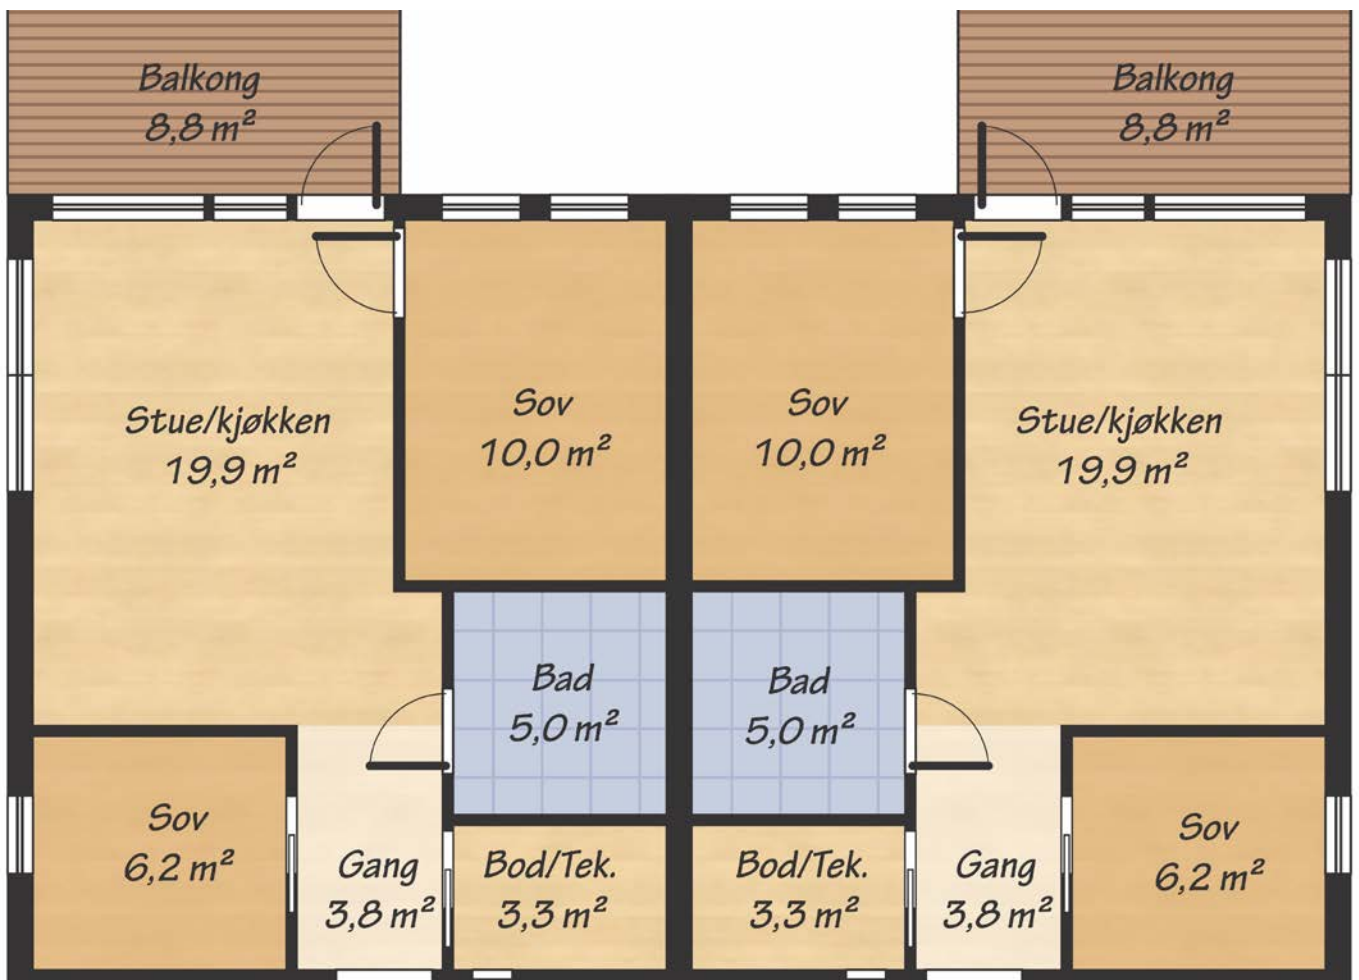 Balkong
8,8 m²
Balkong
8,8 m²
Stue/kjøkken
19,9 m²
Sov
10,0 m²
Sov
10,0 m²
Stue/kjøkken
19,9 m²
Bad
5,0 m²
Bad
5,0 m²
Sov
6,2 m²
Gang
3,8 m²
Bod/Tek.
3,3 m²
Bod/Tek.
3,3 m²
Gang
3,8 m²
Sov
6,2 m²